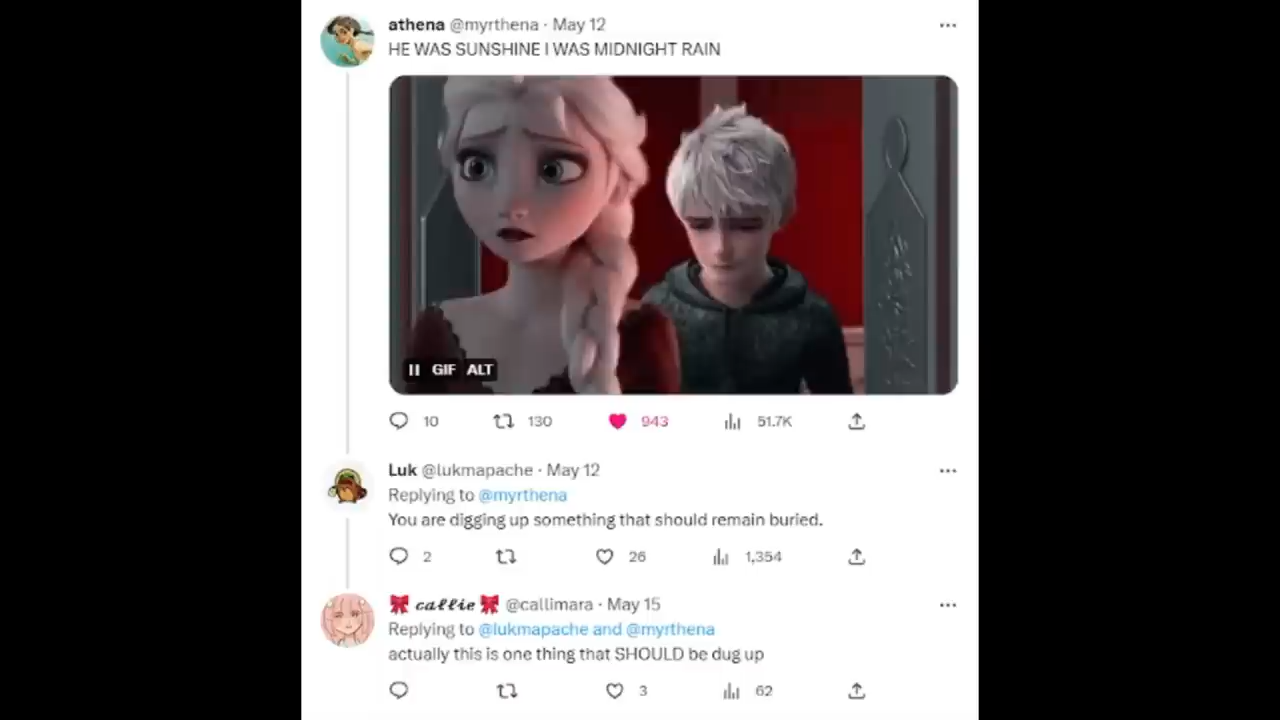 athena @myrthena · May 12
HE WAS SUNSHINE I WAS MIDNIGHT RAIN
GIF ALT
10 130 943 51.7K
Luk @lukmapache · May 12
Replying to @myrthena
You are digging up something that should remain buried.
2 26 1,354
🎀 𝓬𝓪𝓵𝓵𝓲𝓮 🎀 @callimara · May 15
Replying to @lukmapache and @myrthena
actually this is one thing that SHOULD be dug up
3 62